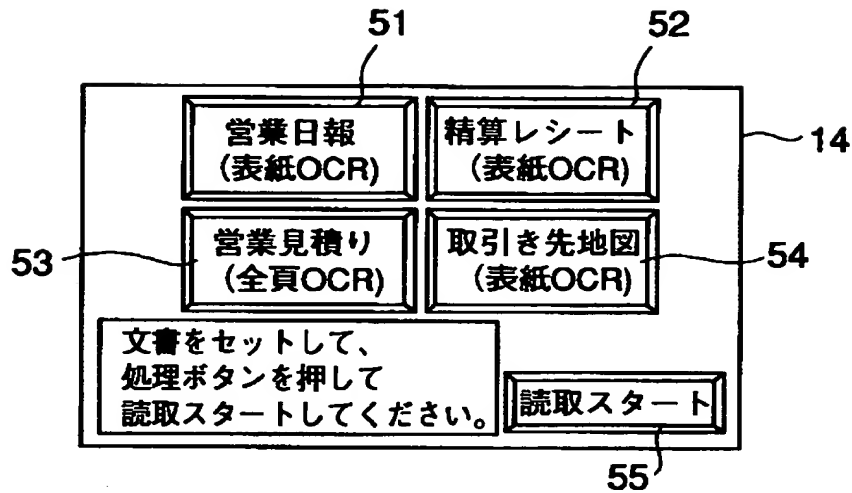 51
52
営業日報
(表紙OCR)
精算レシート
(表紙OCR)
14
53
営業見積り
(全頁OCR)
取引き先地図
(表紙OCR)
54
文書をセットして、
処理ボタンを押して
読取スタートしてください。
読取スタート
55